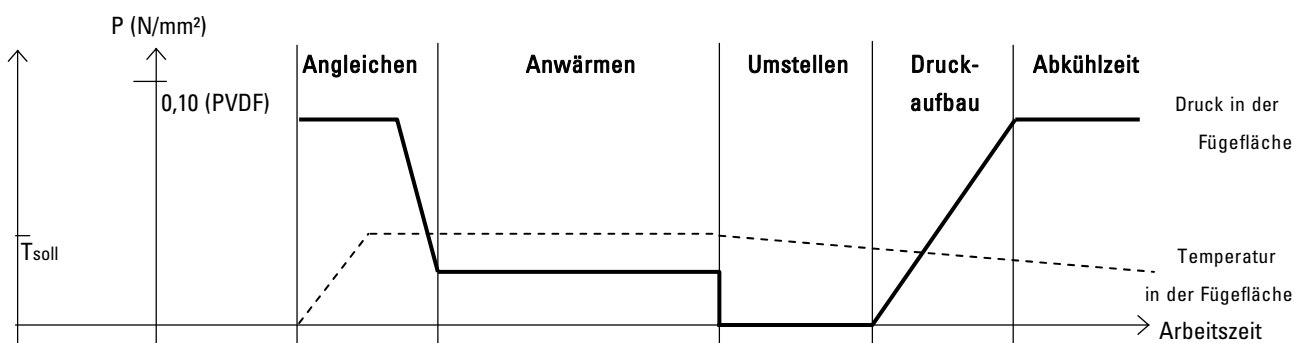 P (N/mm²)
Angleichen
Anwärmen
Umstellen
Druck-
aufbau
Abkühlzeit
0,10 (PVDF)
Druck in der
Fügefläche
Tsoll
Temperatur
in der Fügefläche
Arbeitszeit